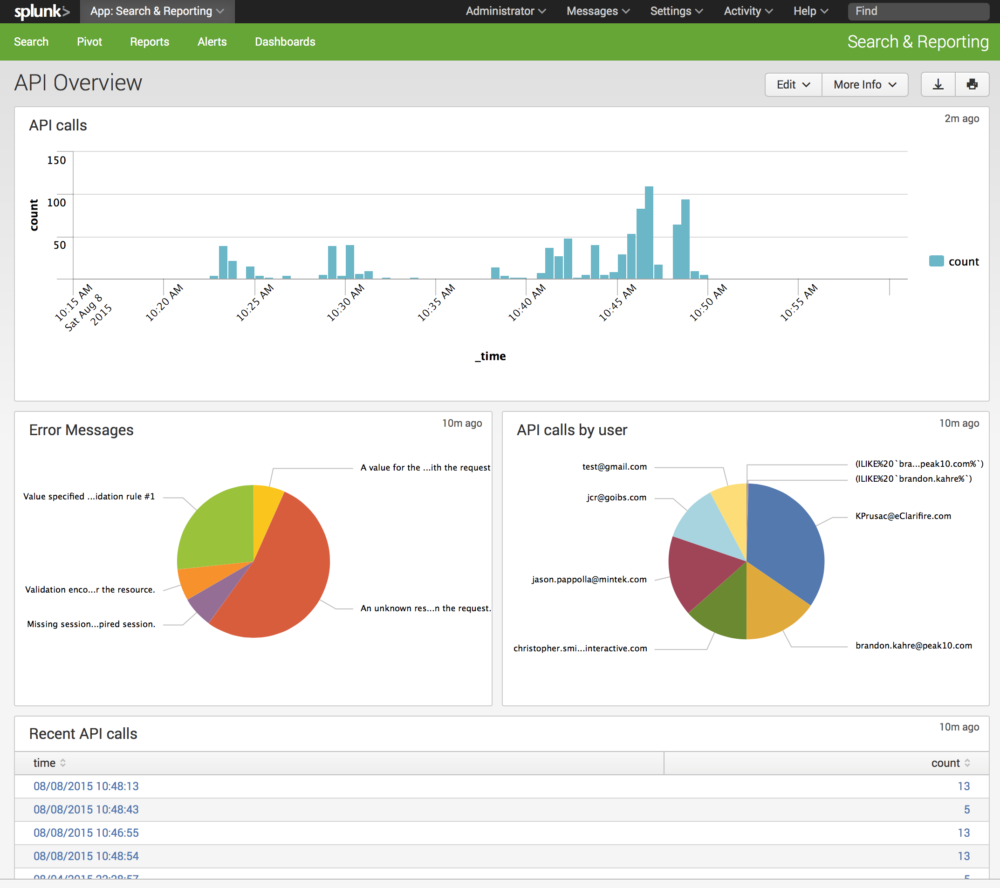 splunk> App: Search & Reporting Administrator Messages Settings Activity Help Find
Search Pivot Reports Alerts Dashboards Search & Reporting
API Overview Edit More Info
API calls 2m ago
150
100
50
count
count
10:15 AM
Sat Aug 8
2015
10:20 AM
10:25 AM
10:30 AM
10:35 AM
10:40 AM
10:45 AM
10:50 AM
10:55 AM
_time
Error Messages 10m ago
A value for the ...ith the request
Value specified ...idation rule #1
Validation enco...r the resource.
An unknown res...n the request.
Missing session...pired session.
API calls by user 10m ago
test@gmail.com
(ILIKE%20`bra...peak10.com%`)
(ILIKE%20`brandon.kahre%`)
jcr@goibs.com
KPrusac@eClarifire.com
jason.pappolla@mintek.com
christopher.smi...interactive.com
brandon.kahre@peak10.com
Recent API calls 10m ago
time count
08/08/2015 10:48:13 13
08/08/2015 10:48:43 5
08/08/2015 10:46:55 13
08/08/2015 10:48:54 13